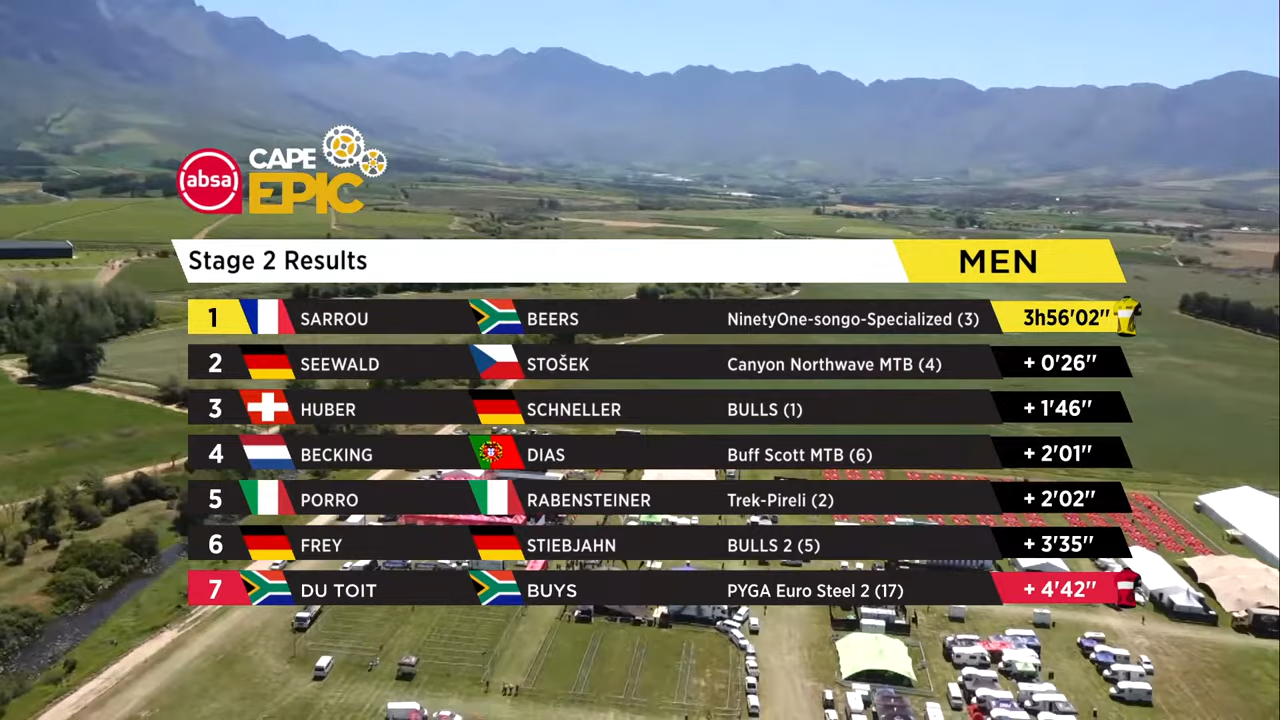 absa
CAPE
EPIC
Stage 2 Results MEN
1 SARROU BEERS NinetyOne-songo-Specialized (3) 3h56'02"
2 SEEWALD STOŠEK Canyon Northwave MTB (4) + 0'26"
3 HUBER SCHNELLER BULLS (1) + 1'46"
4 BECKING DIAS Buff Scott MTB (6) + 2'01"
5 PORRO RABENSTEINER Trek-Pireli (2) + 2'02"
6 FREY STIEBJAHN BULLS 2 (5) + 3'35"
7 DU TOIT BUYS PYGA Euro Steel 2 (17) + 4'42"